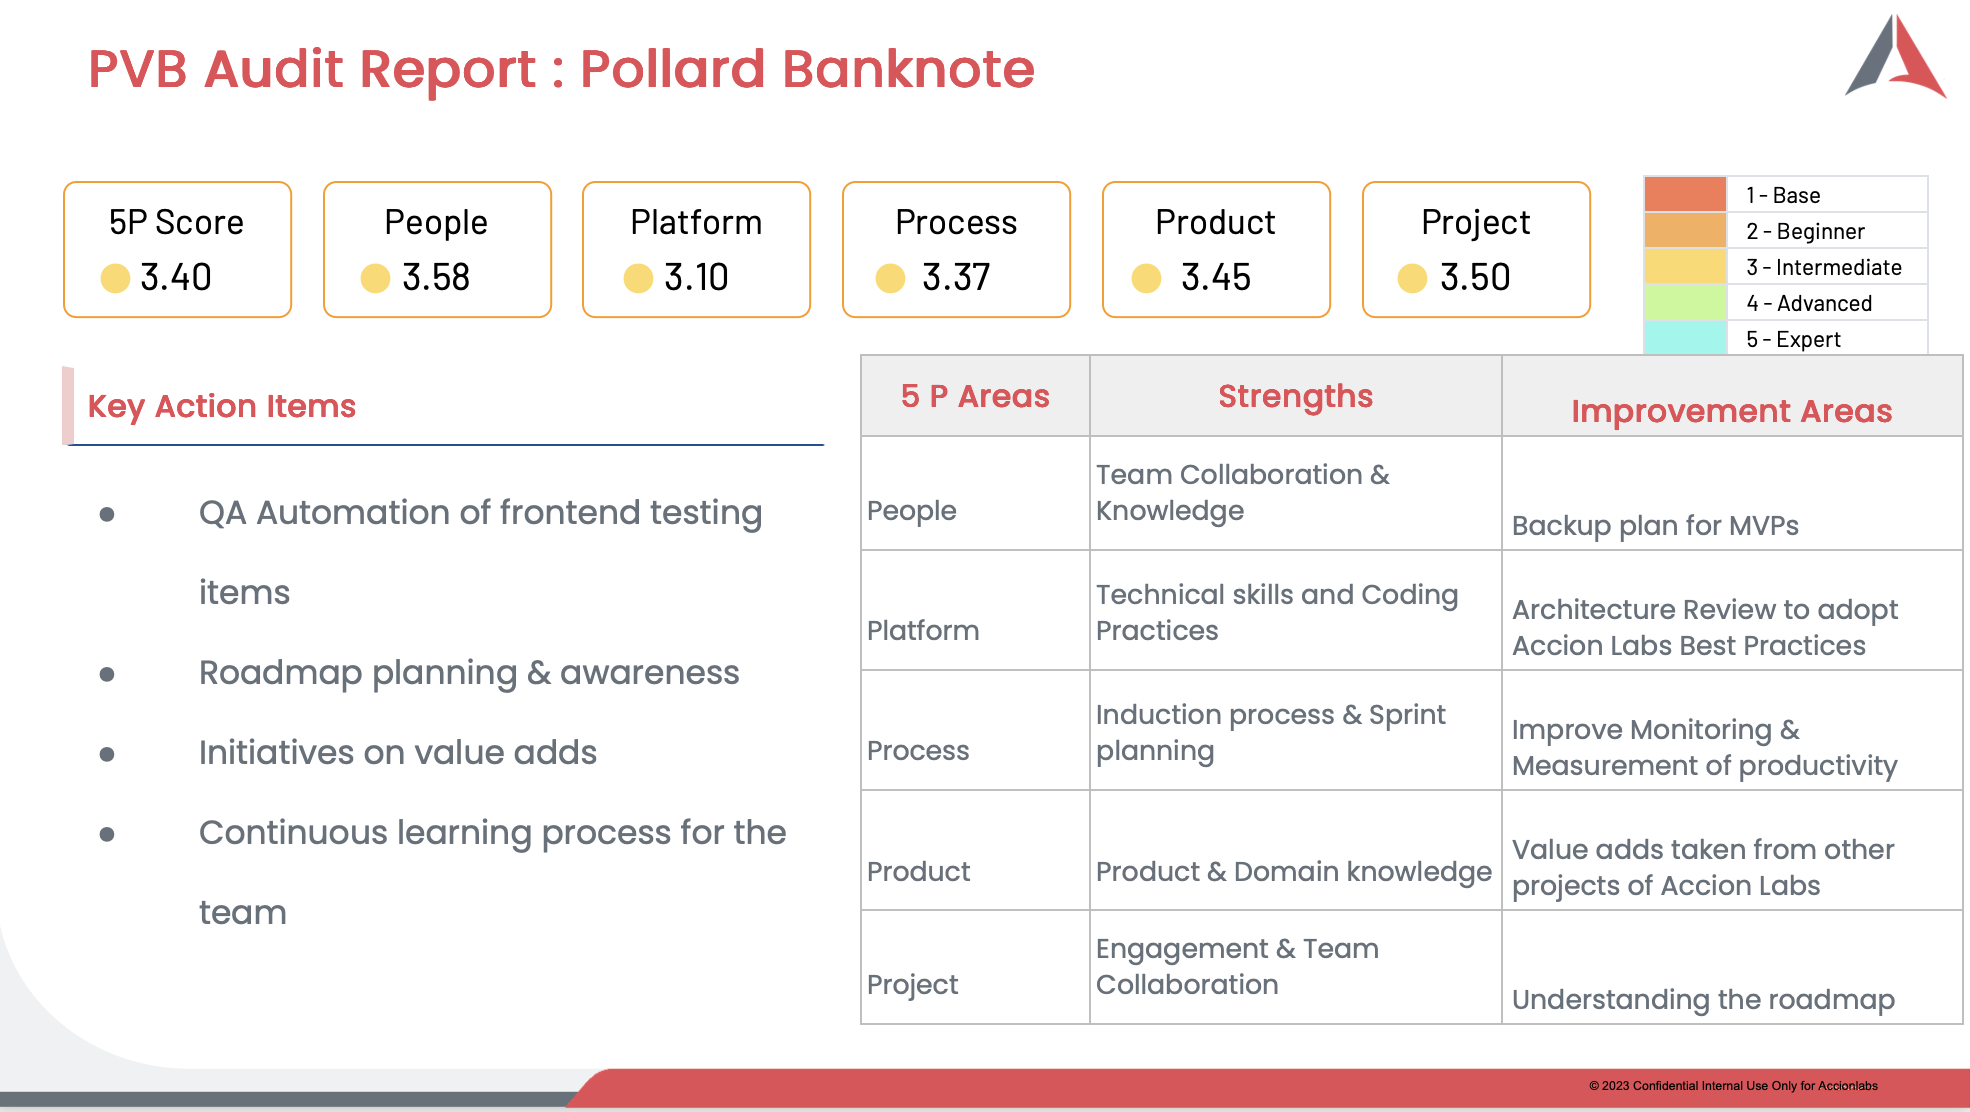 PVB Audit Report : Pollard Banknote
5P Score
3.40
People
3.58
Platform
3.10
Process
3.37
Product
3.45
Project
3.50
1 - Base
2 - Beginner
3 - Intermediate
4 - Advanced
5 - Expert
Key Action Items
● QA Automation of frontend testing
items
● Roadmap planning & awareness
● Initiatives on value adds
● Continuous learning process for the
team
5 P Areas
Strengths
Improvement Areas
People
Team Collaboration &
Knowledge
Backup plan for MVPs
Platform
Technical skills and Coding
Practices
Architecture Review to adopt
Accion Labs Best Practices
Process
Induction process & Sprint
planning
Improve Monitoring &
Measurement of productivity
Product
Product & Domain knowledge
Value adds taken from other
projects of Accion Labs
Project
Engagement & Team
Collaboration
Understanding the roadmap
© 2023 Confidential Internal Use Only for Accionlabs